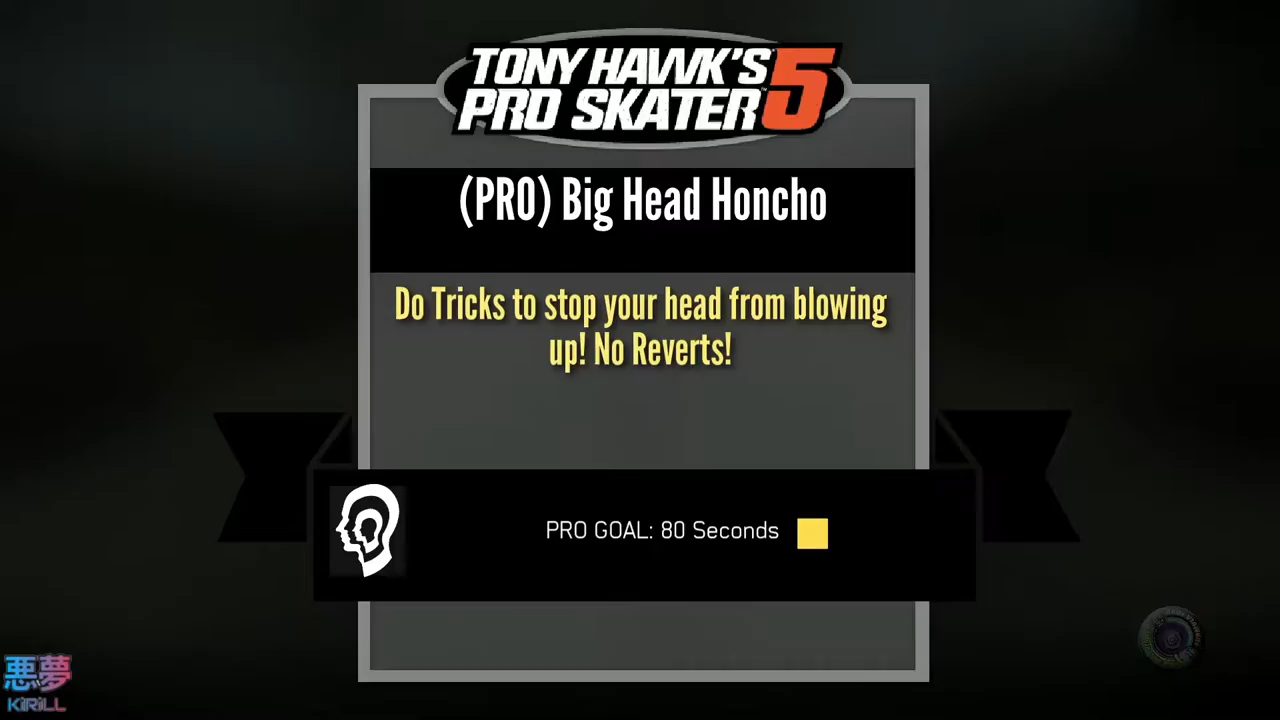 TONY HAWK'S
PRO SKATER 5
(PRO) Big Head Honcho
Do Tricks to stop your head from blowing
up! No Reverts!
PRO GOAL: 80 Seconds
悪夢
KiRiLL